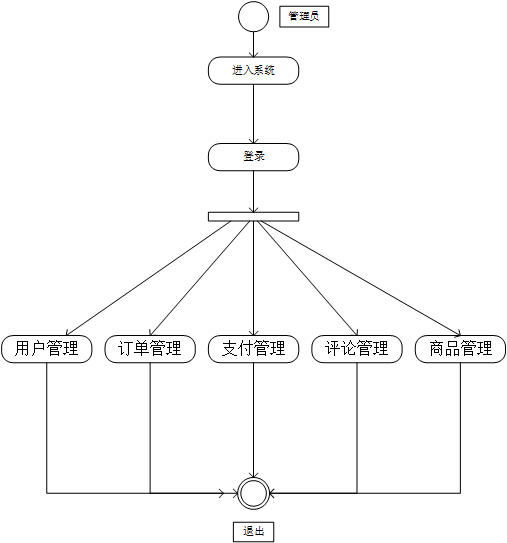 管理员
进入系统
登录
用户管理
订单管理
支付管理
评论管理
商品管理
退出